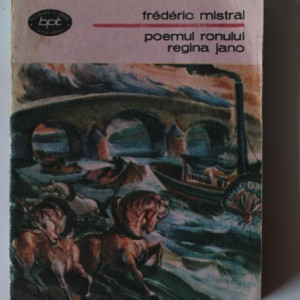 bpt
frédéric mistral
poemul ronului
regina jano